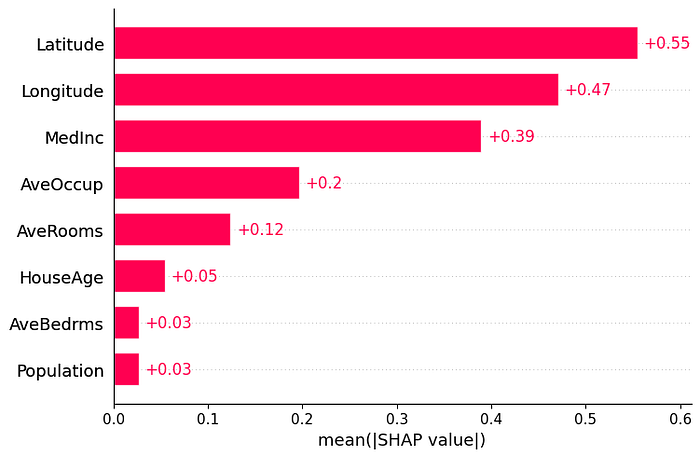 Latitude +0.55
Longitude +0.47
MedInc +0.39
AveOccup +0.2
AveRooms +0.12
HouseAge +0.05
AveBedrms +0.03
Population +0.03
0.0 0.1 0.2 0.3 0.4 0.5 0.6
mean(|SHAP value|)